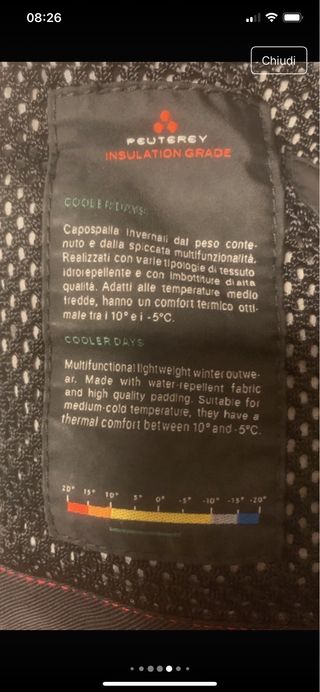 08:26
Chiudi
PEUTEREY
INSULATION GRADE
COOLER DAYS
Capospalla invernali dal peso conte-
nuto e dalla spiccata multifunzionalità.
Realizzati con varie tipologie di tessuto
idrorepellente e con imbottiture di alta
qualità. Adatti alle temperature medio
fredde, hanno un comfort termico otti-
male tra i 10° e i -5°C.
COOLER DAYS
Multifunctional lightweight winter outwe-
ar. Made with water-repellent fabric
and high quality padding. Suitable for
medium-cold temperature, they have a
thermal comfort between 10° and -5°C.
20° 15° 10° 5° 0° -5° -10° -15° -20°